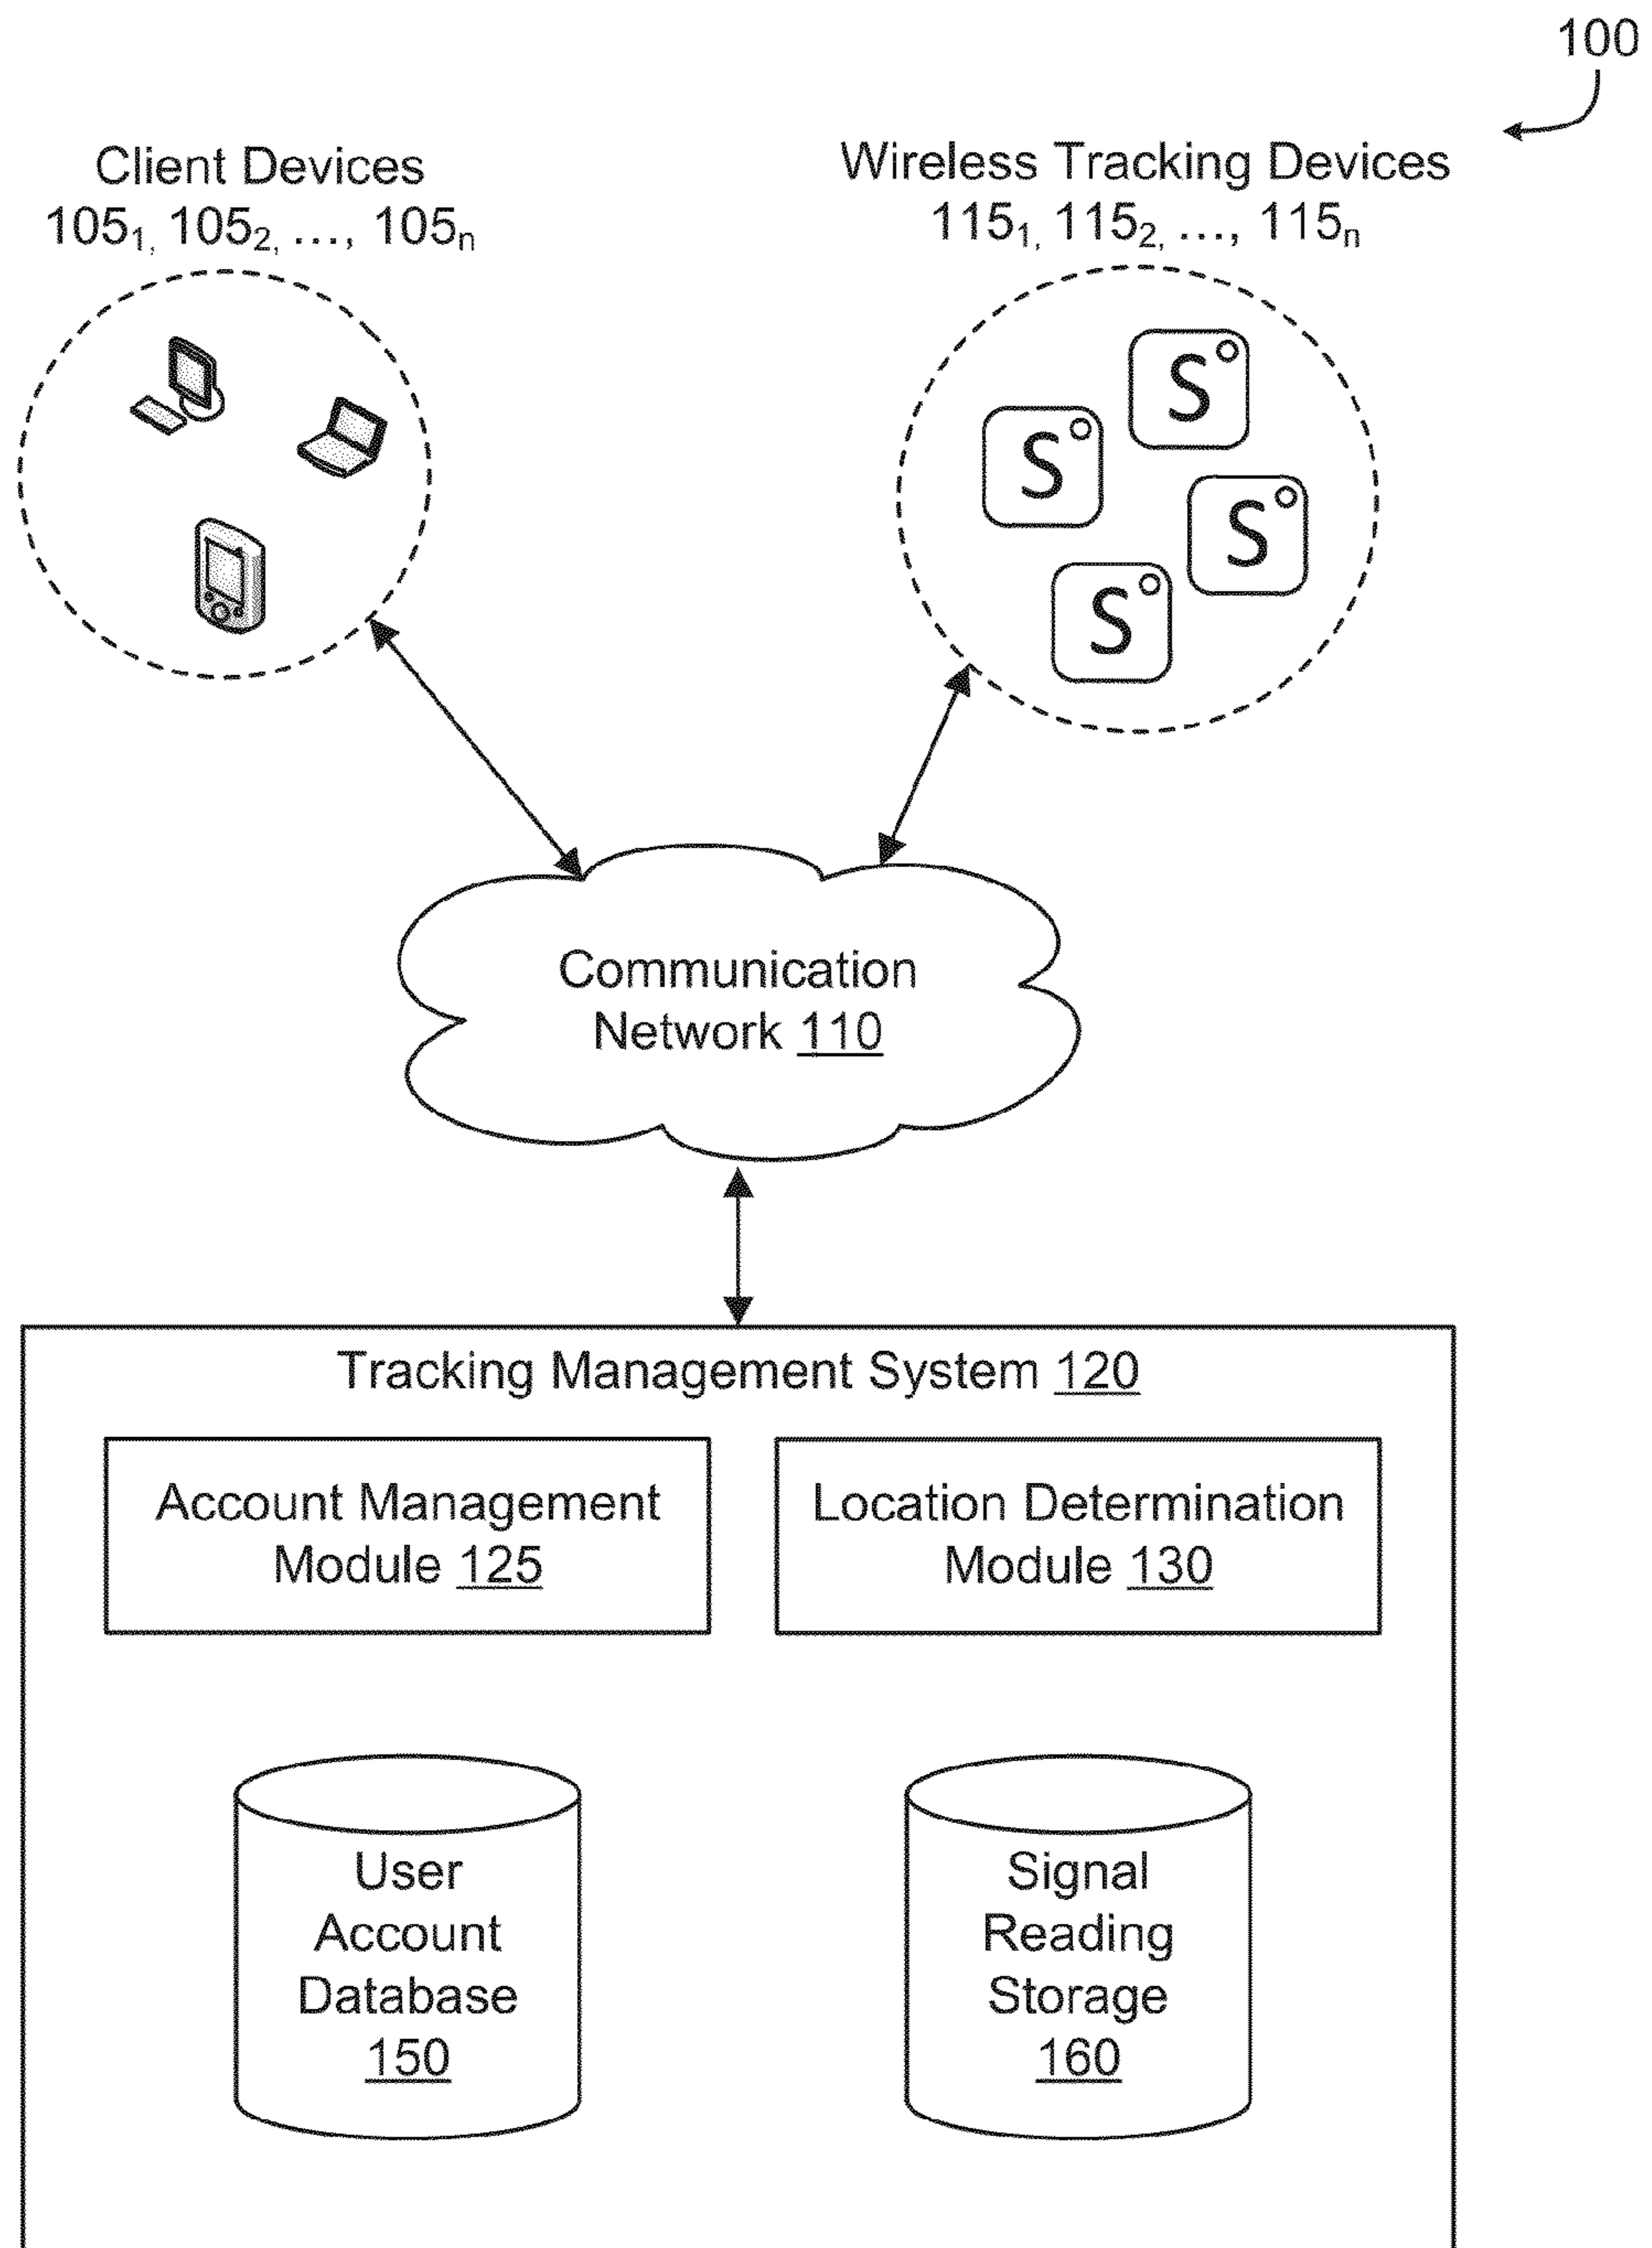 100
Client Devices
105₁, 105₂, ..., 105ₙ
Wireless Tracking Devices
115₁, 115₂, ..., 115ₙ
S
S
S
S
Communication
Network 110
Tracking Management System 120
Account Management
Module 125
Location Determination
Module 130
User
Account
Database
150
Signal
Reading
Storage
160